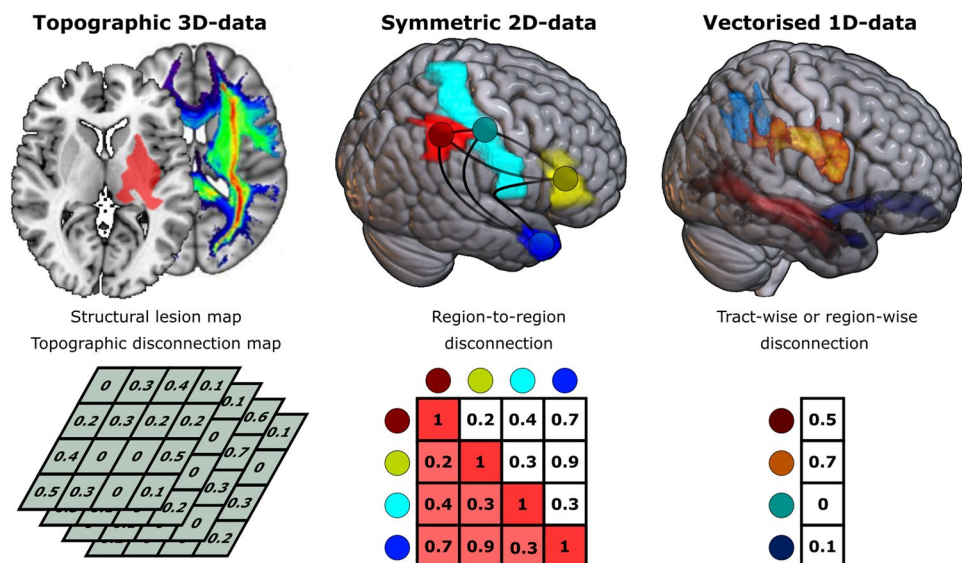 Topographic 3D-data
Symmetric 2D-data
Vectorised 1D-data
Structural lesion map
Topographic disconnection map
Region-to-region
disconnection
Tract-wise or region-wise
disconnection
0 0.3 0.4 0.1
0.2 0.3 0.2 0.2
0.4 0 0 0.5
0.5 0.3 0 0.1
0.1
0
0.7
0.3
0.2
0
0.6
0.1
0
0.3
0.2
1 0.2 0.4 0.7
0.2 1 0.3 0.9
0.4 0.3 1 0.3
0.7 0.9 0.3 1
0.5
0.7
0
0.1